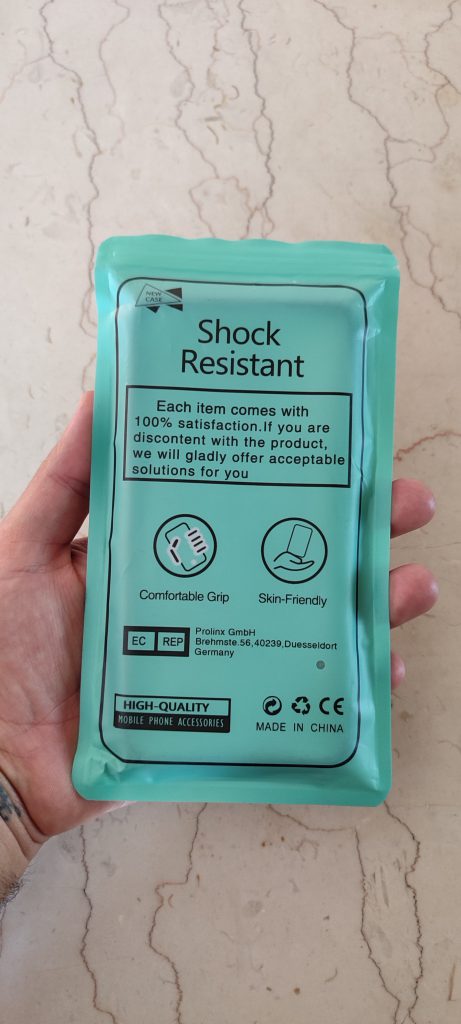 NEW
CASE
Shock
Resistant
Each item comes with
100% satisfaction.If you are
discontent with the product,
we will gladly offer acceptable
solutions for you
Comfortable Grip
Skin-Friendly
EC REP
Prolinx GmbH
Brehmste.56,40239,Duesseldort
Germany
HIGH-QUALITY
MOBILE PHONE ACCESSORIES
CE
MADE IN CHINA